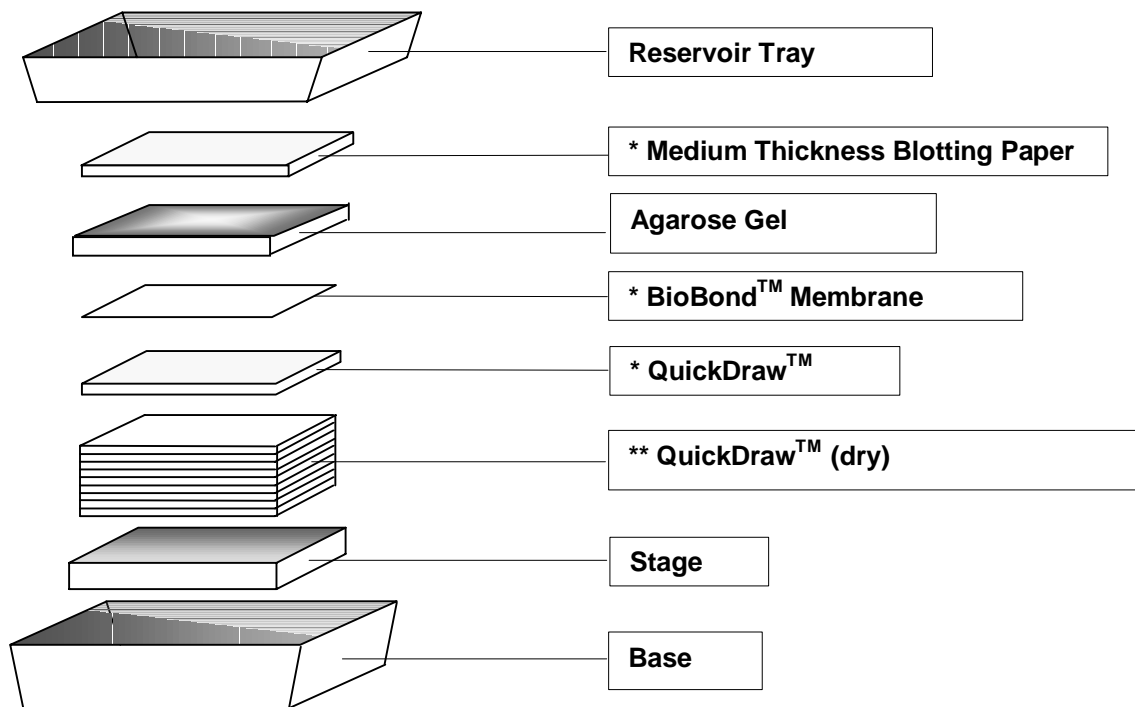 Reservoir Tray
* Medium Thickness Blotting Paper
Agarose Gel
* BioBond™ Membrane
* QuickDraw™
** QuickDraw™ (dry)
Stage
Base